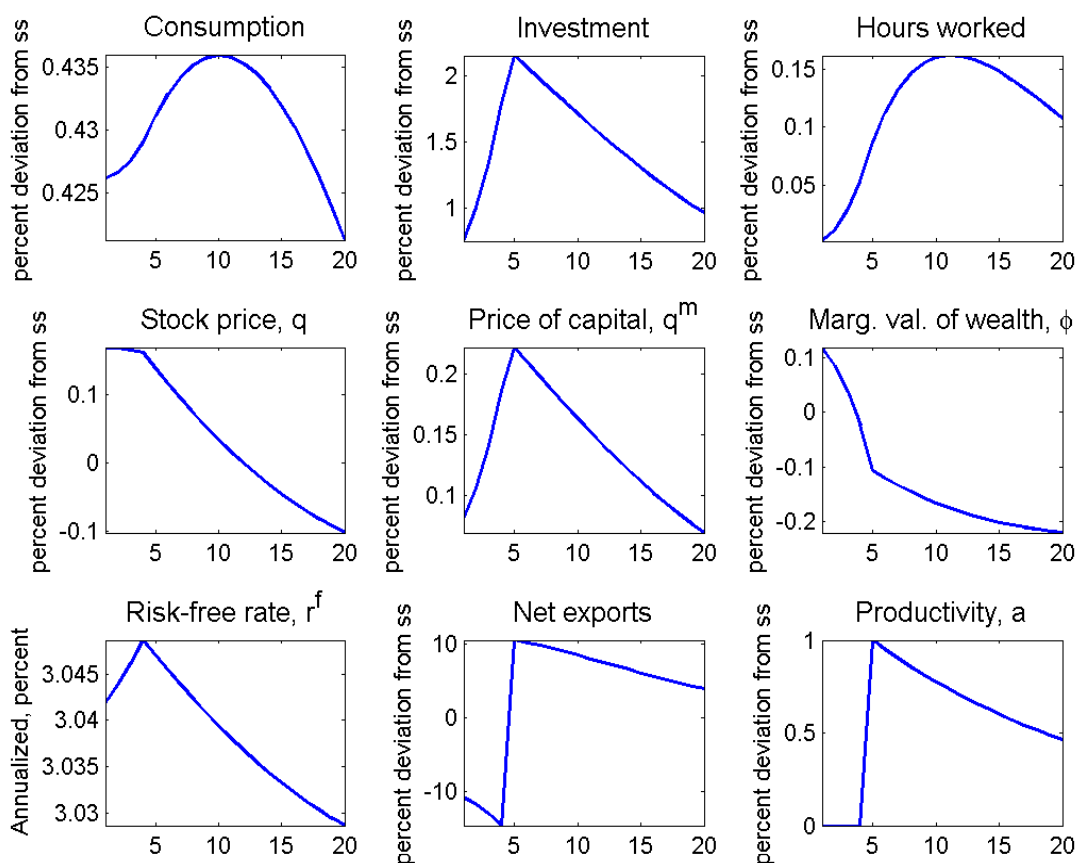 Consumption
percent deviation from ss
0.435
0.43
0.425
5 10 15 20
Investment
percent deviation from ss
2
1.5
1
5 10 15 20
Hours worked
percent deviation from ss
0.15
0.1
0.05
5 10 15 20
Stock price, q
percent deviation from ss
0.1
0
-0.1
5 10 15 20
Price of capital, q^m
percent deviation from ss
0.2
0.15
0.1
5 10 15 20
Marg. val. of wealth, ϕ
percent deviation from ss
0.1
0
-0.1
-0.2
5 10 15 20
Risk-free rate, r^f
Annualized, percent
3.045
3.04
3.035
3.03
5 10 15 20
Net exports
percent deviation from ss
10
0
-10
5 10 15 20
Productivity, a
percent deviation from ss
1
0.5
0
5 10 15 20